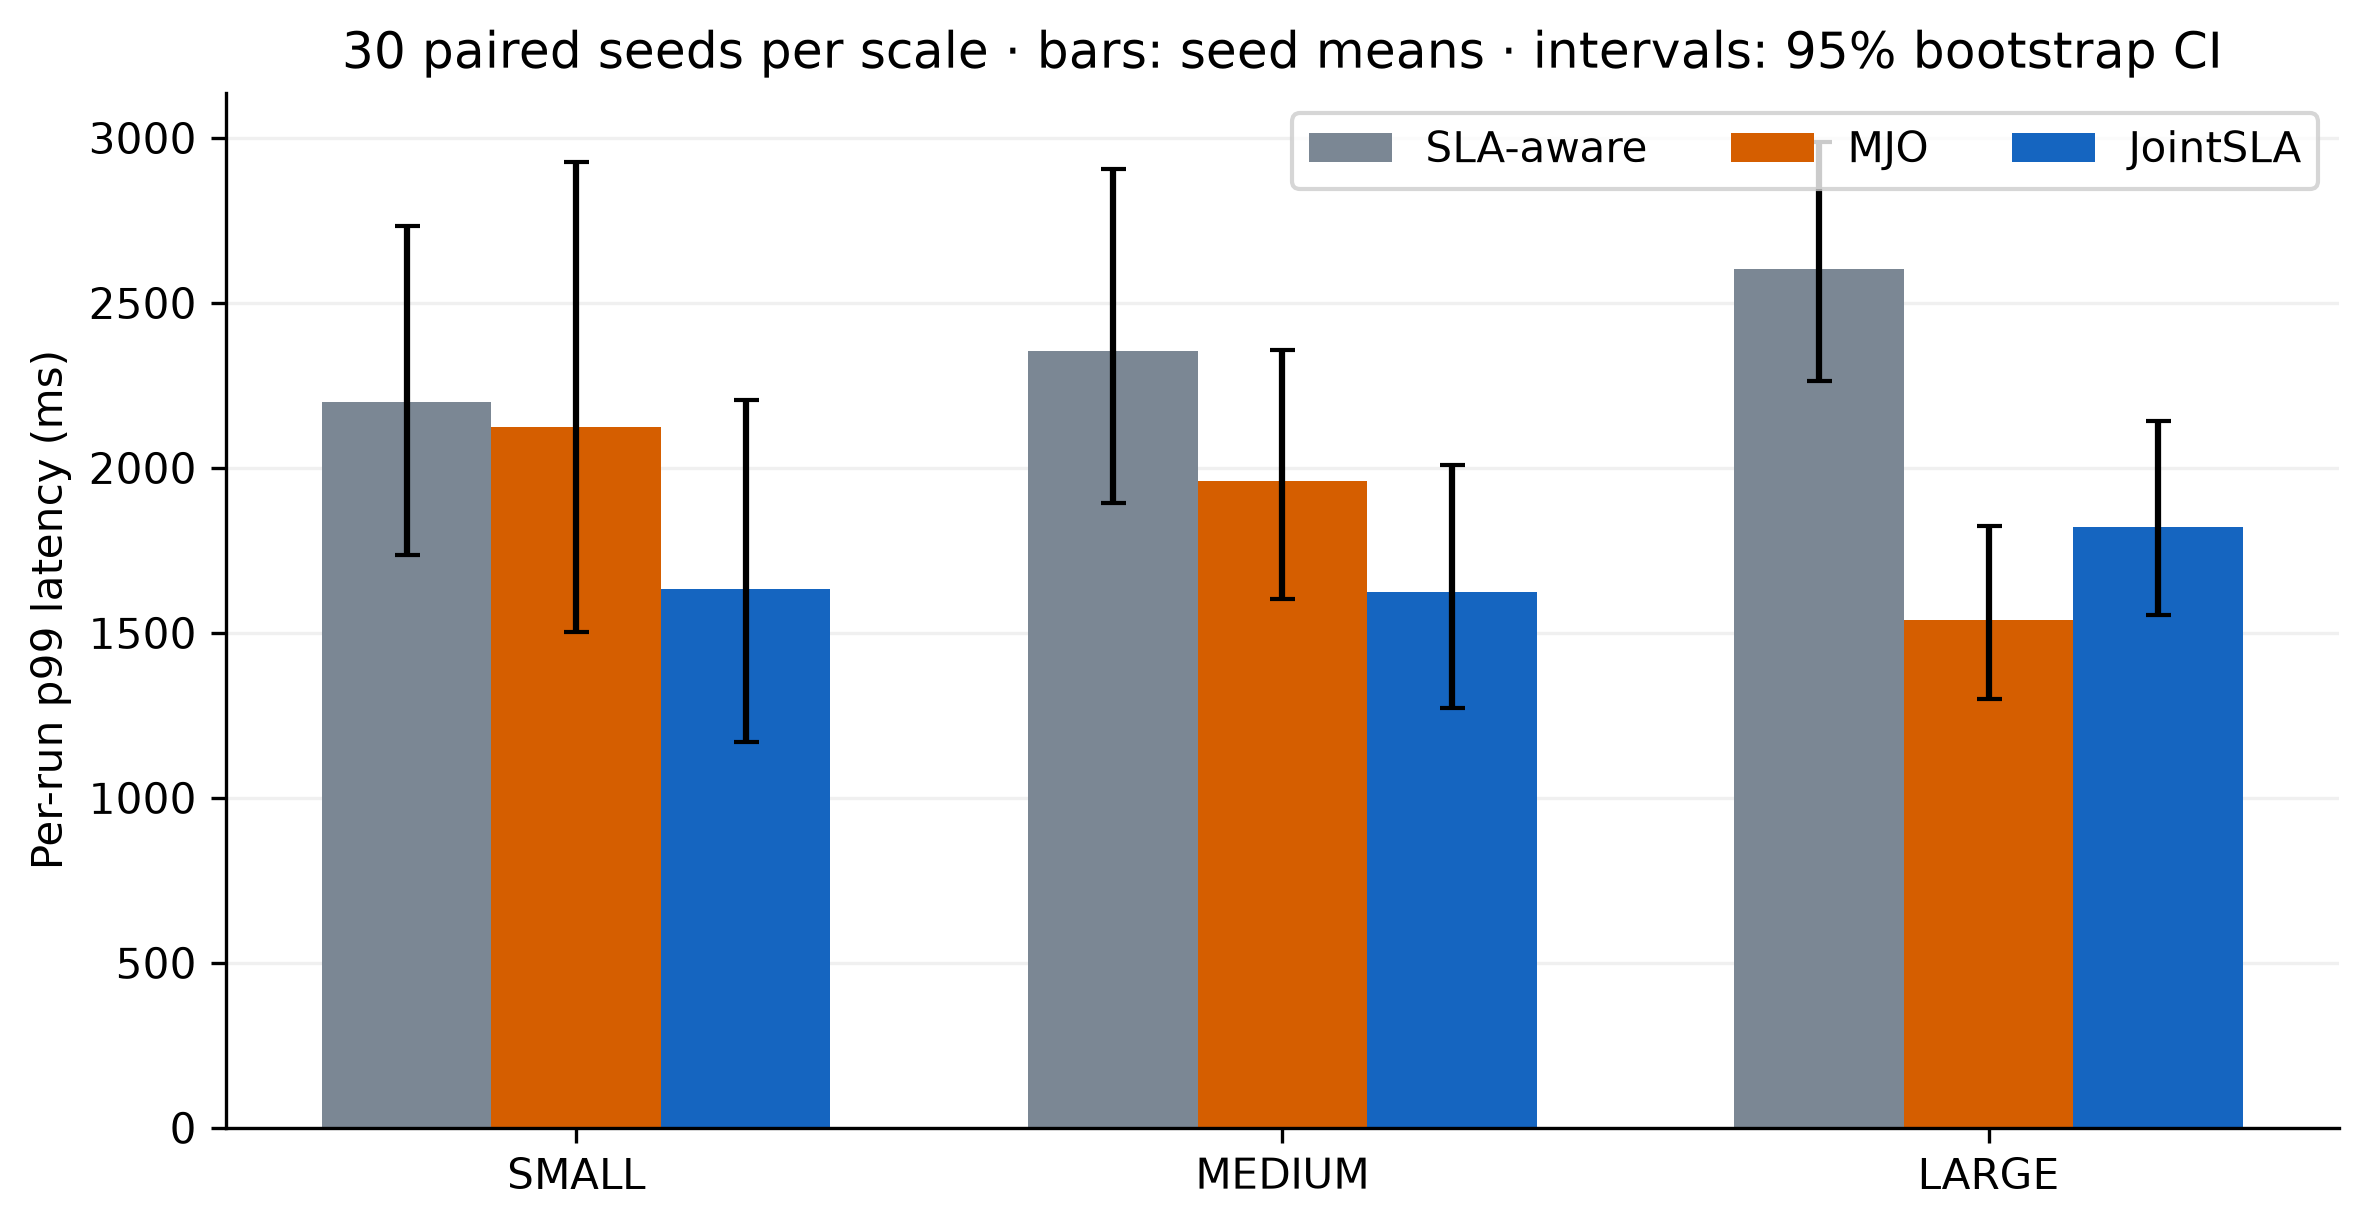 30 paired seeds per scale · bars: seed means · intervals: 95% bootstrap CI
SLA-aware MJO JointSLA
Per-run p99 latency (ms)
3000
2500
2000
1500
1000
500
0
SMALL MEDIUM LARGE